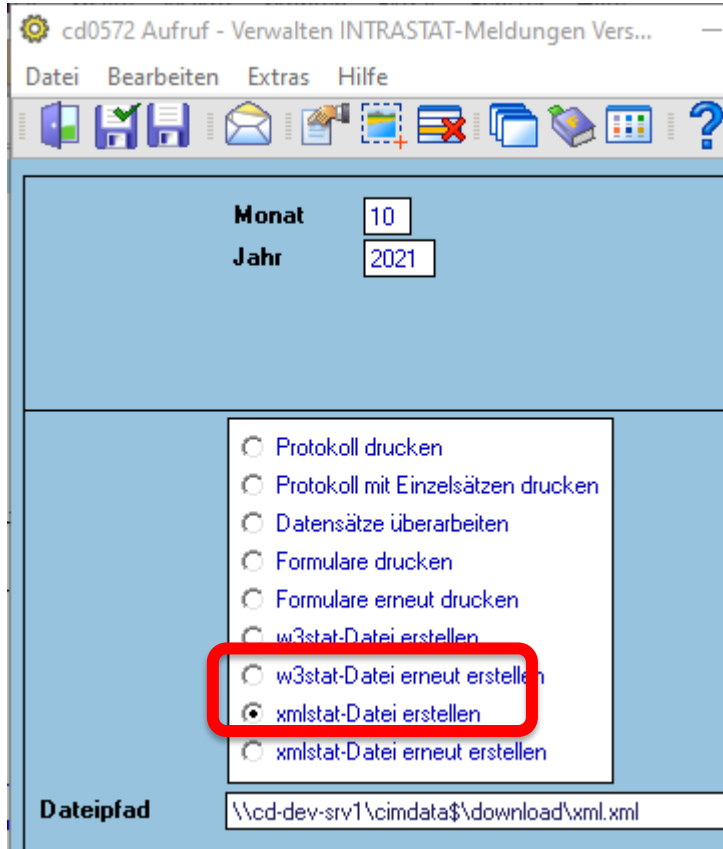 cd0572 Aufruf - Verwalten INTRASTAT-Meldungen Vers...
Datei Bearbeiten Extras Hilfe
Monat 10
Jahr 2021
Protokoll drucken
Protokoll mit Einzelsätzen drucken
Datensätze überarbeiten
Formulare drucken
Formulare erneut drucken
w3stat-Datei erstellen
w3stat-Datei erneut erstellen
xmlstat-Datei erstellen
xmlstat-Datei erneut erstellen
Dateipfad \\cd-dev-srv1\cimdata$\download\xml.xml